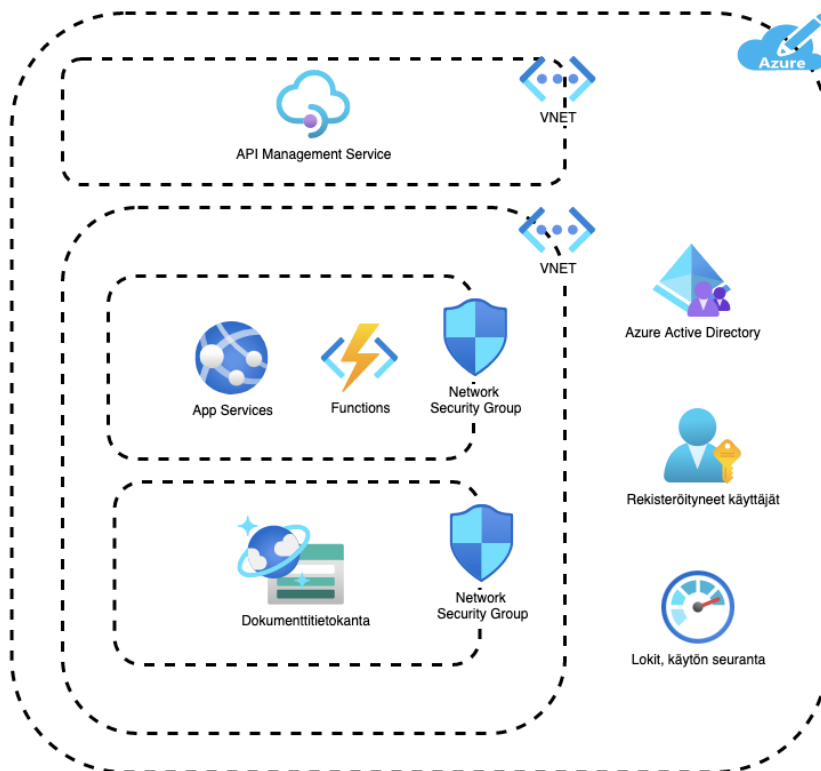 Azure
VNET
API Management Service
VNET
Azure Active Directory
App Services
Functions
Network
Security Group
Rekisteröityneet käyttäjät
Dokumenttitietokanta
Network
Security Group
Lokit, käytön seuranta